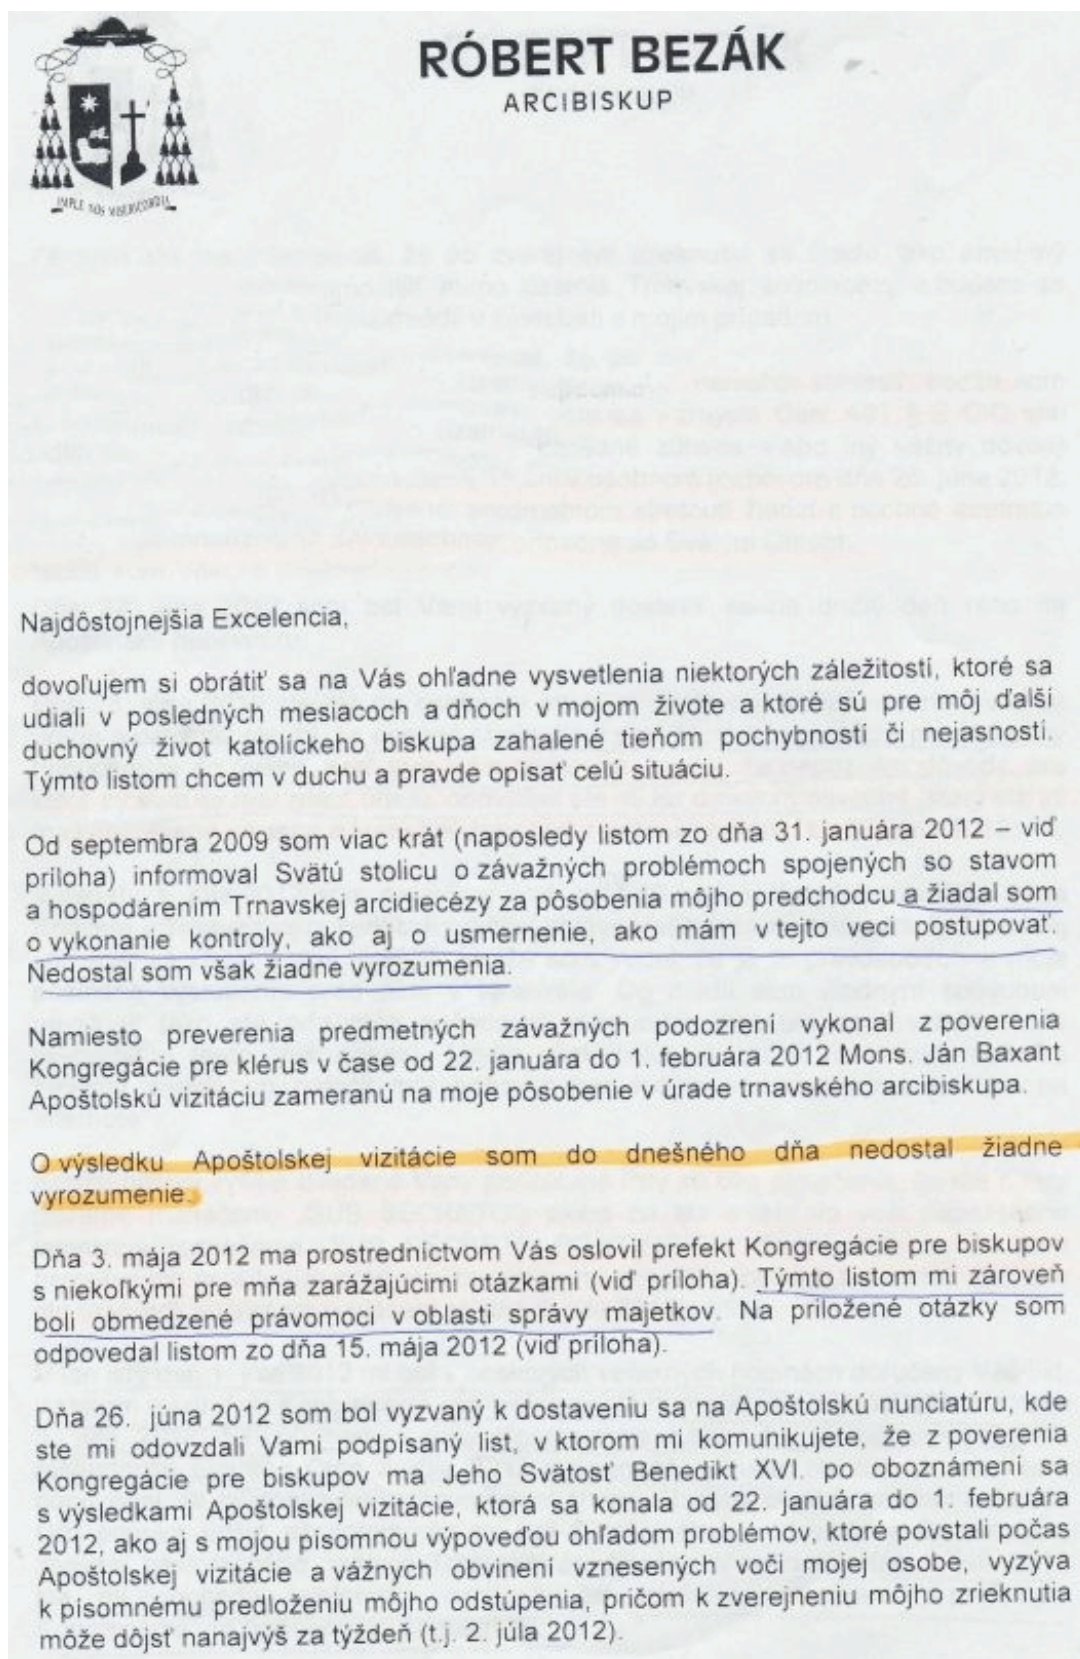 RÓBERT BEZÁK
ARCIBISKUP
IMPLE NOS MISERICORDIA
Najdôstojnejšia Excelencia,
dovoľujem si obrátiť sa na Vás ohľadne vysvetlenia niektorých záležitostí, ktoré sa
udiali v posledných mesiacoch a dňoch v mojom živote a ktoré sú pre môj ďalší
duchovný život katolíckeho biskupa zahalené tieňom pochybností či nejasností.
Týmto listom chcem v duchu a pravde opísať celú situáciu.
Od septembra 2009 som viac krát (naposledy listom zo dňa 31. januára 2012 – viď
príloha) informoval Svätú stolicu o závažných problémoch spojených so stavom
a hospodárením Trnavskej arcidiecézy za pôsobenia môjho predchodcu a žiadal som
o vykonanie kontroly, ako aj o usmernenie, ako mám v tejto veci postupovať.
Nedostal som však žiadne vyrozumenia.
Namiesto preverenia predmetných závažných podozrení vykonal z poverenia
Kongregácie pre klérus v čase od 22. januára do 1. februára 2012 Mons. Ján Baxant
Apoštolskú vizitáciu zameranú na moje pôsobenie v úrade trnavského arcibiskupa.
O výsledku Apoštolskej vizitácie som do dnešného dňa nedostal žiadne
vyrozumenie.
Dňa 3. mája 2012 ma prostredníctvom Vás oslovil prefekt Kongregácie pre biskupov
s niekoľkými pre mňa zarážajúcimi otázkami (viď príloha). Týmto listom mi zároveň
boli obmedzené právomoci v oblasti správy majetkov. Na priložené otázky som
odpovedal listom zo dňa 15. mája 2012 (viď príloha).
Dňa 26. júna 2012 som bol vyzvaný k dostaveniu sa na Apoštolskú nunciatúru, kde
ste mi odovzdali Vami podpísaný list, v ktorom mi komunikujete, že z poverenia
Kongregácie pre biskupov ma Jeho Svätosť Benedikt XVI. po oboznámení sa
s výsledkami Apoštolskej vizitácie, ktorá sa konala od 22. januára do 1. februára
2012, ako aj s mojou písomnou výpoveďou ohľadom problémov, ktoré povstali počas
Apoštolskej vizitácie a vážnych obvinení vznesených voči mojej osobe, vyzýva
k písomnému predloženiu môjho odstúpenia, pričom k zverejneniu môjho zrieknutia
môže dôjsť nanajvýš za týždeň (t.j. 2. júla 2012).